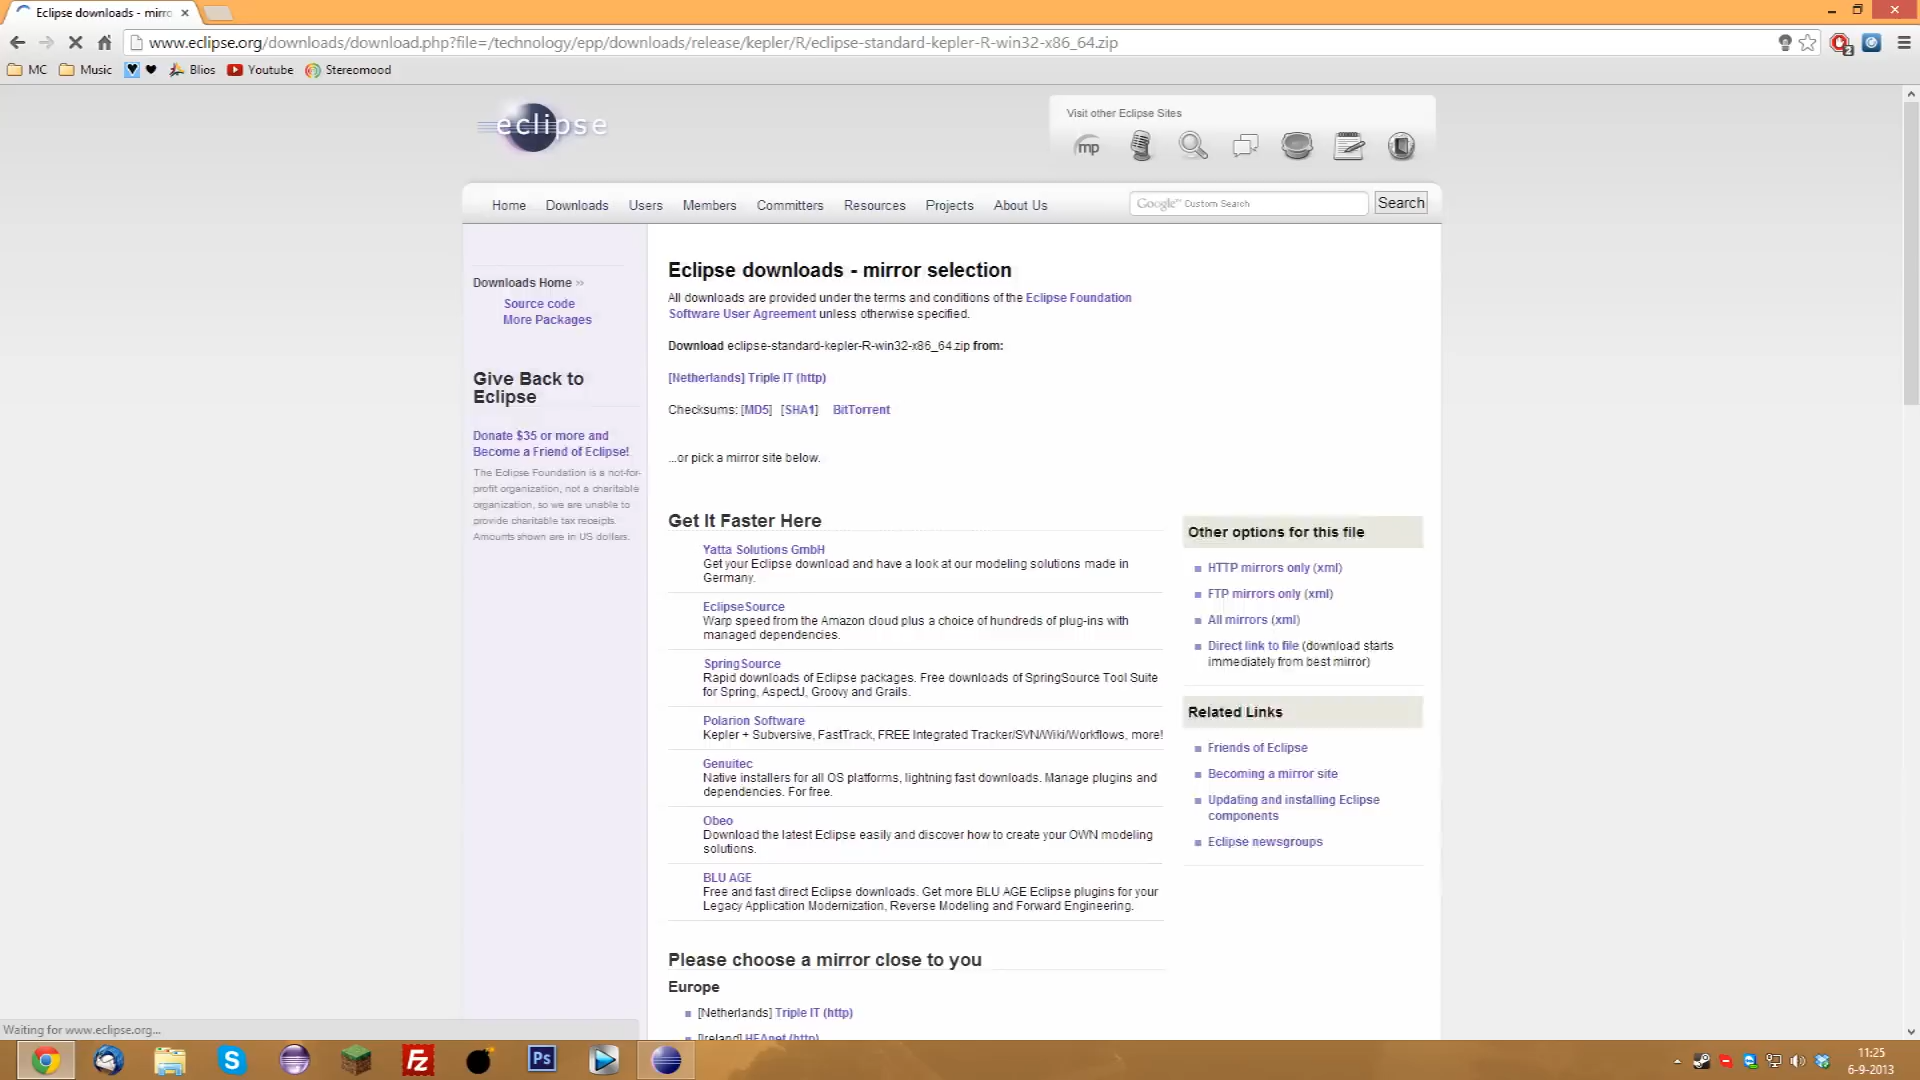 Eclipse downloads - mirro
www.eclipse.org/downloads/download.php?file=/technology/epp/downloads/release/kepler/R/eclipse-standard-kepler-R-win32-x86_64.zip
2
MC Music Blios Youtube Stereomood
eclipse
Visit other Eclipse Sites
mp
Home Downloads Users Members Committers Resources Projects About Us
Google™ Custom Search
Search
Downloads Home »
Source code
More Packages
Give Back to
Eclipse
Donate $35 or more and
Become a Friend of Eclipse!
The Eclipse Foundation is a not-for-
profit organization, not a charitable
organization, so we are unable to
provide charitable tax receipts.
Amounts shown are in US dollars.
Eclipse downloads - mirror selection
All downloads are provided under the terms and conditions of the Eclipse Foundation
Software User Agreement unless otherwise specified.
Download eclipse-standard-kepler-R-win32-x86_64.zip from:
[Netherlands] Triple IT (http)
Checksums: [MD5] [SHA1] BitTorrent
...or pick a mirror site below.
Get It Faster Here
Yatta Solutions GmbH
Get your Eclipse download and have a look at our modeling solutions made in
Germany.
EclipseSource
Warp speed from the Amazon cloud plus a choice of hundreds of plug-ins with
managed dependencies.
SpringSource
Rapid downloads of Eclipse packages. Free downloads of SpringSource Tool Suite
for Spring, AspectJ, Groovy and Grails.
Polarion Software
Kepler + Subversive, FastTrack, FREE Integrated Tracker/SVN/Wiki/Workflows, more!
Genuitec
Native installers for all OS platforms, lightning fast downloads. Manage plugins and
dependencies. For free.
Obeo
Download the latest Eclipse easily and discover how to create your OWN modeling
solutions.
BLU AGE
Free and fast direct Eclipse downloads. Get more BLU AGE Eclipse plugins for your
Legacy Application Modernization, Reverse Modeling and Forward Engineering.
Please choose a mirror close to you
Europe
[Netherlands] Triple IT (http)
[Ireland] HEAnet (http)
Other options for this file
HTTP mirrors only (xml)
FTP mirrors only (xml)
All mirrors (xml)
Direct link to file (download starts
immediately from best mirror)
Related Links
Friends of Eclipse
Becoming a mirror site
Updating and installing Eclipse
components
Eclipse newsgroups
Waiting for www.eclipse.org...
S
Fz
Ps
11:25
6-9-2013